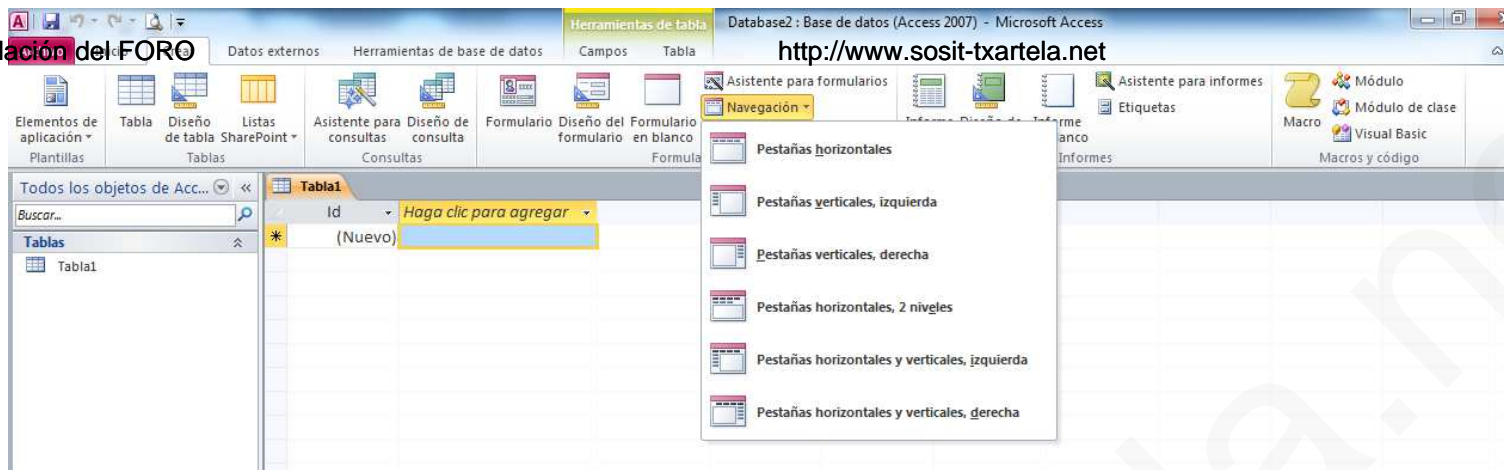 Herramientas de tabla
Database2 : Base de datos (Access 2007) - Microsoft Access
ación del FORO
http://www.sosit-txartela.net
Datos externos
Herramientas de base de datos
Campos
Tabla
Elementos de aplicación
Tabla
Diseño de tabla
Listas SharePoint
Asistente para consultas
Diseño de consulta
Formulario
Diseño del formulario
Formulario en blanco
Asistente para formularios
Navegación
Asistente para informes
Etiquetas
Macro
Módulo
Módulo de clase
Visual Basic
Plantillas
Tablas
Consultas
Formula
Informes
Macros y código
Pestañas horizontales
Pestañas verticales, izquierda
Pestañas verticales, derecha
Pestañas horizontales, 2 niveles
Pestañas horizontales y verticales, izquierda
Pestañas horizontales y verticales, derecha
Todos los objetos de Acc...
Buscar...
Tablas
Tabla1
Tabla1
Id
Haga clic para agregar
(Nuevo)